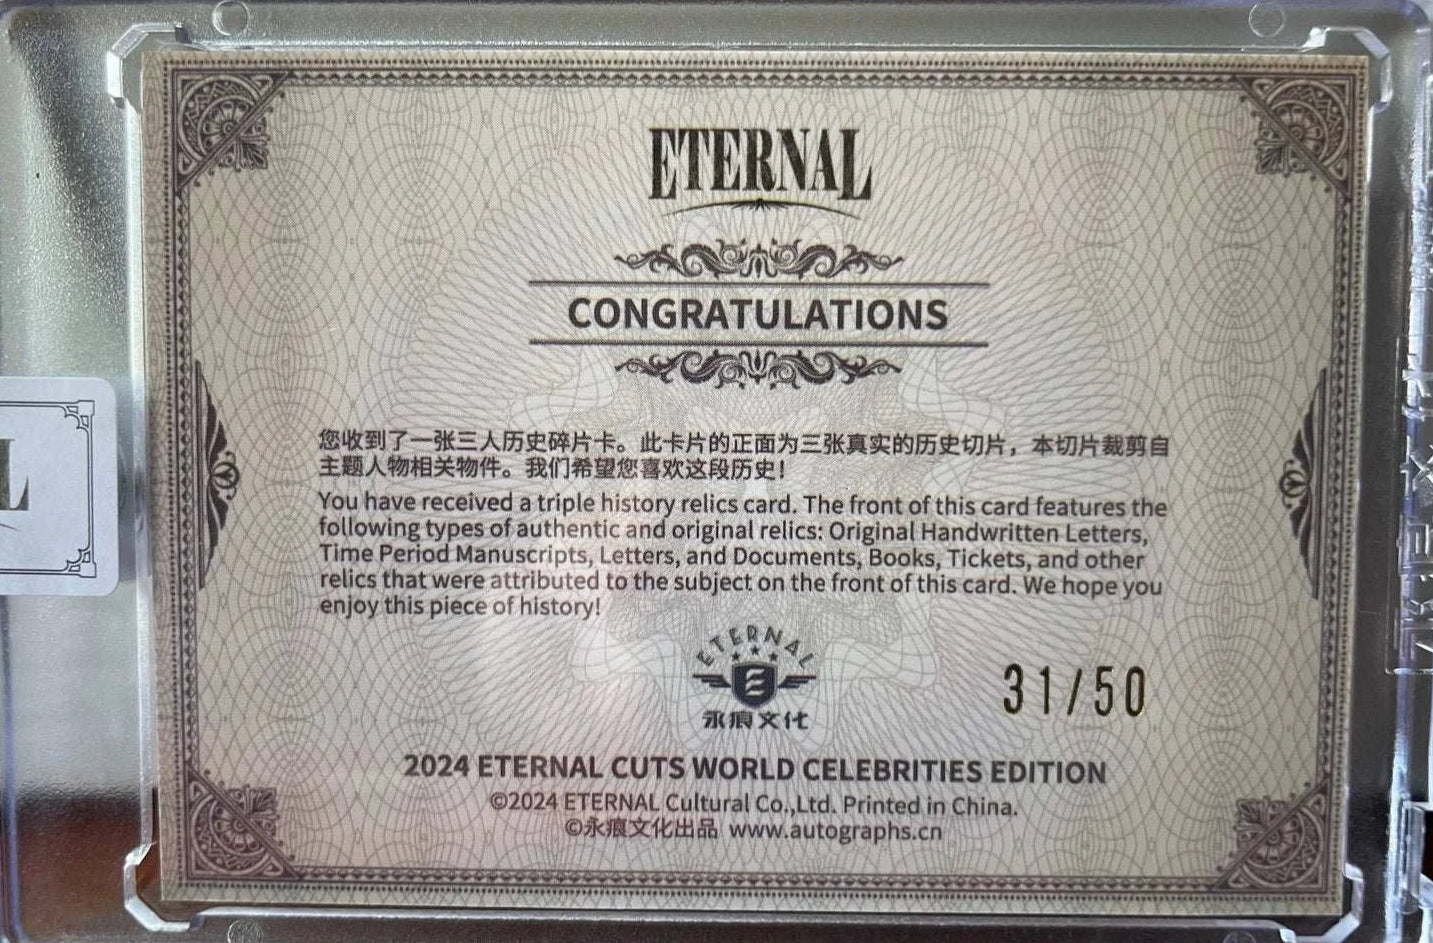 ETERNAL
CONGRATULATIONS
您收到了一张三人历史碎片卡。此卡片的正面为三张真实的历史切片，本切片裁剪自
主题人物相关物件。我们希望您喜欢这段历史！
You have received a triple history relics card. The front of this card features the
following types of authentic and original relics: Original Handwritten Letters,
Time Period Manuscripts, Letters, and Documents, Books, Tickets, and other
relics that were attributed to the subject on the front of this card. We hope you
enjoy this piece of history!
ETERNAL
E
永痕文化
31/50
2024 ETERNAL CUTS WORLD CELEBRITIES EDITION
©2024 ETERNAL Cultural Co.,Ltd. Printed in China.
©永痕文化出品 www.autographs.cn
L
永痕文化